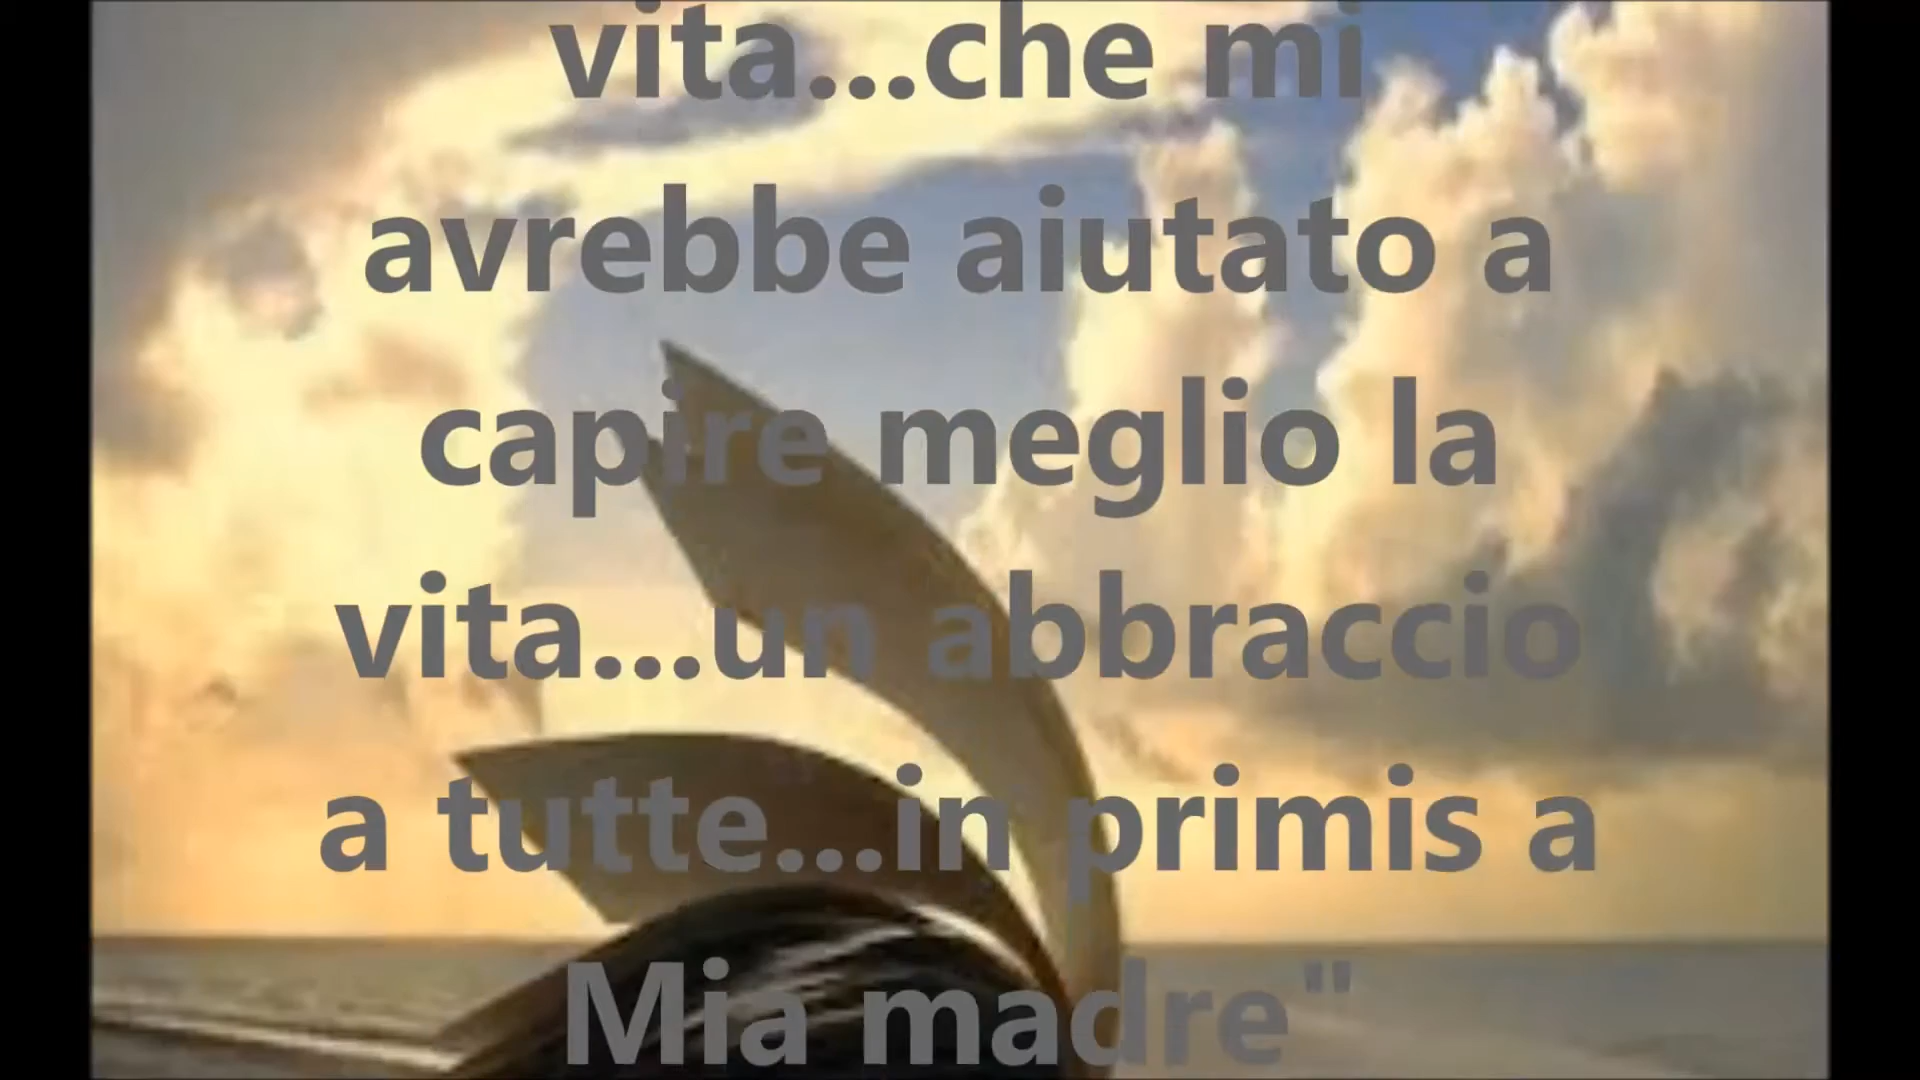 vita...che mi
avrebbe aiutato a
capire meglio la
vita...un abbraccio
a tutte...in primis a
Mia madre"